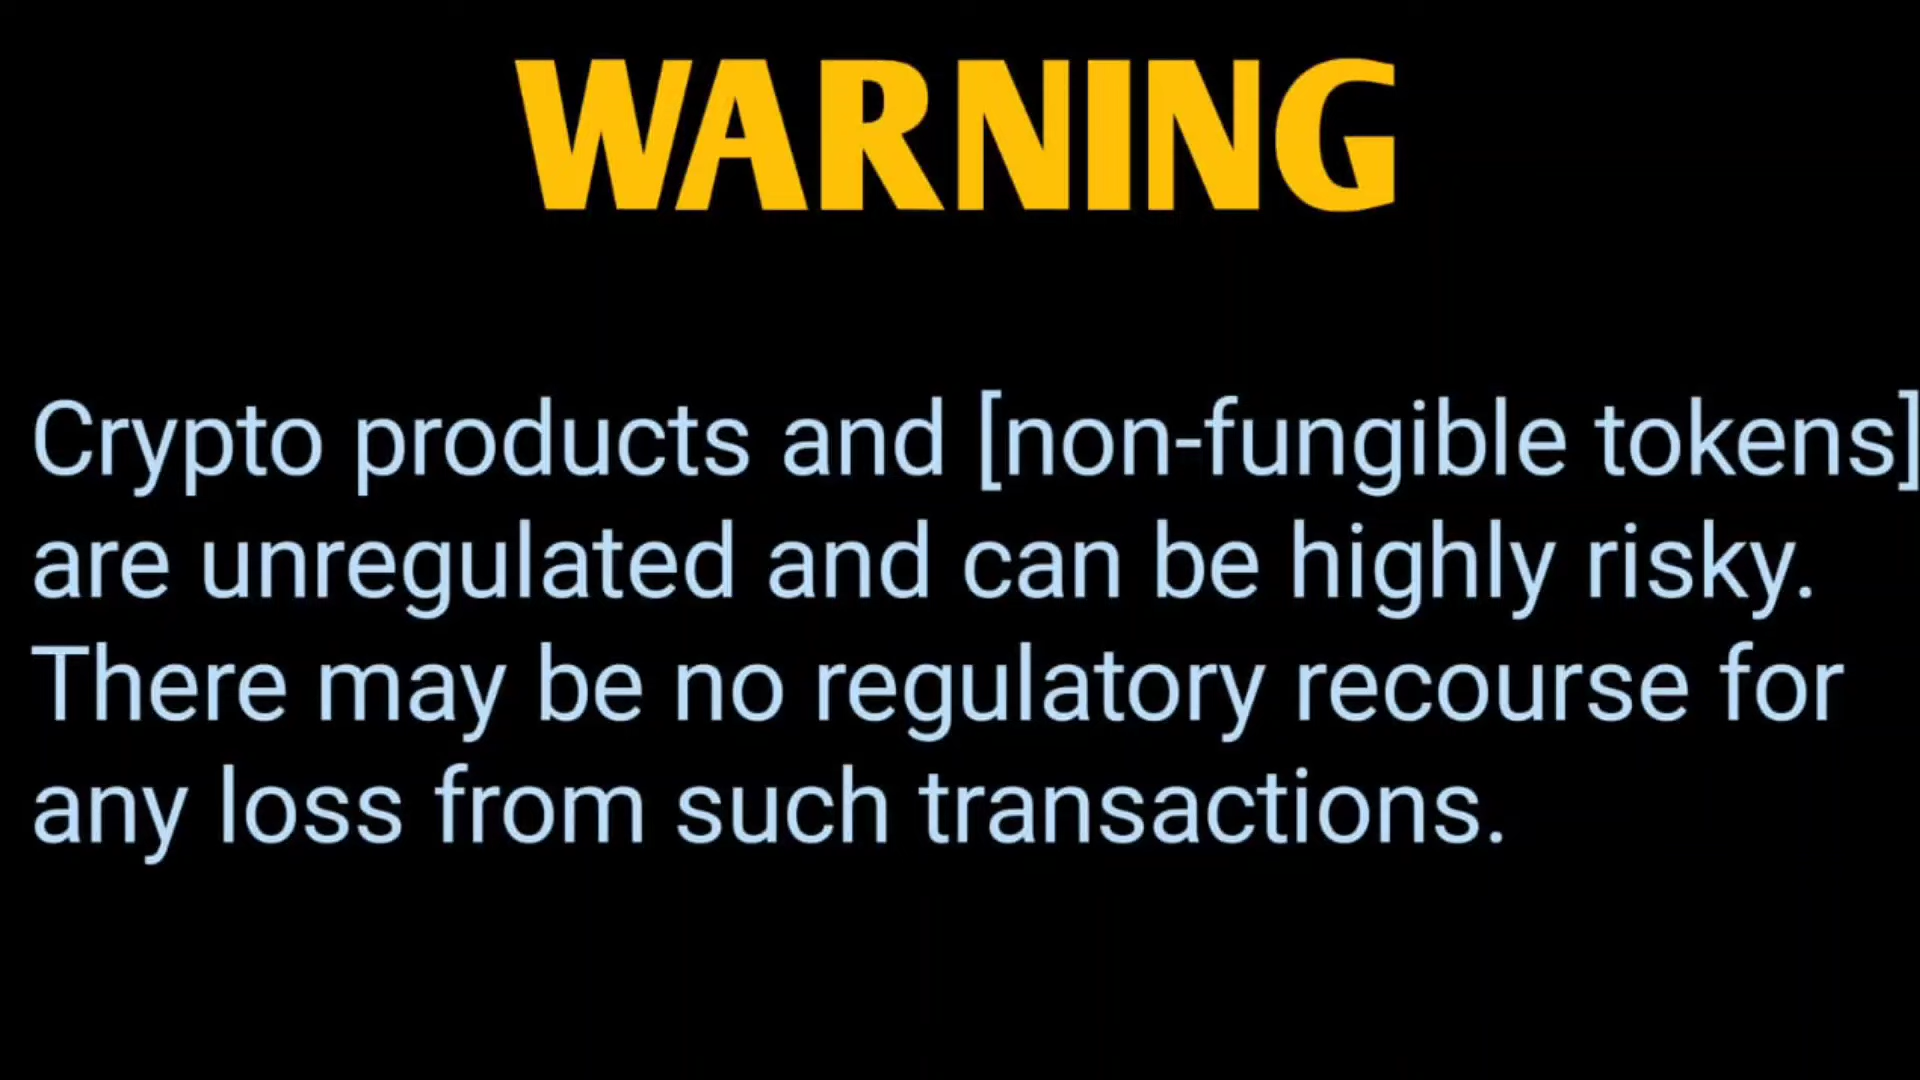 WARNING
Crypto products and [non-fungible tokens]
are unregulated and can be highly risky.
There may be no regulatory recourse for
any loss from such transactions.